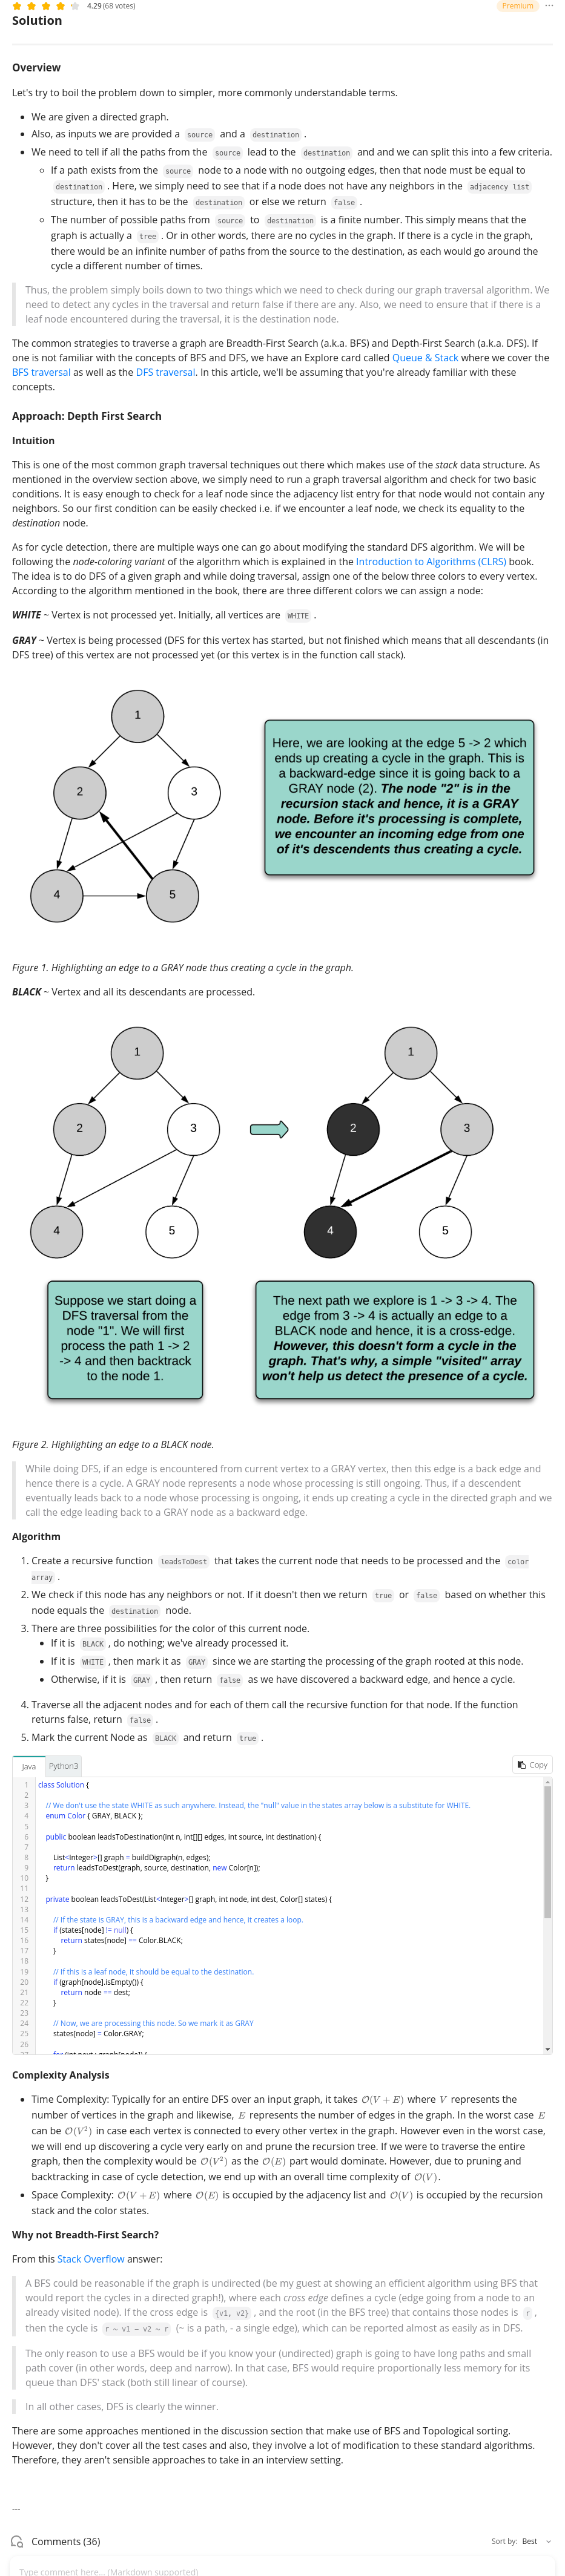 4.29 (68 votes)
Premium
Solution
Overview
Let's try to boil the problem down to simpler, more commonly understandable terms.
• We are given a directed graph.
• Also, as inputs we are provided a source and a destination .
• We need to tell if all the paths from the source lead to the destination and and we can split this into a few criteria.
If a path exists from the source node to a node with no outgoing edges, then that node must be equal to
destination . Here, we simply need to see that if a node does not have any neighbors in the adjacency list
structure, then it has to be the destination or else we return false .
The number of possible paths from source to destination is a finite number. This simply means that the
graph is actually a tree . Or in other words, there are no cycles in the graph. If there is a cycle in the graph,
there would be an infinite number of paths from the source to the destination, as each would go around the
cycle a different number of times.
Thus, the problem simply boils down to two things which we need to check during our graph traversal algorithm. We
need to detect any cycles in the traversal and return false if there are any. Also, we need to ensure that if there is a
leaf node encountered during the traversal, it is the destination node.
The common strategies to traverse a graph are Breadth-First Search (a.k.a. BFS) and Depth-First Search (a.k.a. DFS). If
one is not familiar with the concepts of BFS and DFS, we have an Explore card called Queue & Stack where we cover the
BFS traversal as well as the DFS traversal. In this article, we'll be assuming that you're already familiar with these
concepts.
Approach: Depth First Search
Intuition
This is one of the most common graph traversal techniques out there which makes use of the stack data structure. As
mentioned in the overview section above, we simply need to run a graph traversal algorithm and check for two basic
conditions. It is easy enough to check for a leaf node since the adjacency list entry for that node would not contain any
neighbors. So our first condition can be easily checked i.e. if we encounter a leaf node, we check its equality to the
destination node.
As for cycle detection, there are multiple ways one can go about modifying the standard DFS algorithm. We will be
following the node-coloring variant of the algorithm which is explained in the Introduction to Algorithms (CLRS) book.
The idea is to do DFS of a given graph and while doing traversal, assign one of the below three colors to every vertex.
According to the algorithm mentioned in the book, there are three different colors we can assign a node:
WHITE ~ Vertex is not processed yet. Initially, all vertices are WHITE .
GRAY ~ Vertex is being processed (DFS for this vertex has started, but not finished which means that all descendants (in
DFS tree) of this vertex are not processed yet (or this vertex is in the function call stack).
1
2
3
4
5
Here, we are looking at the edge 5 -> 2 which
ends up creating a cycle in the graph. This is
a backward-edge since it is going back to a
GRAY node (2). The node "2" is in the
recursion stack and hence, it is a GRAY
node. Before it's processing is complete,
we encounter an incoming edge from one
of it's descendents thus creating a cycle.
Figure 1. Highlighting an edge to a GRAY node thus creating a cycle in the graph.
BLACK ~ Vertex and all its descendants are processed.
1
2
3
4
5
1
2
3
4
5
Suppose we start doing a
DFS traversal from the
node "1". We will first
process the path 1 -> 2
-> 4 and then backtrack
to the node 1.
The next path we explore is 1 -> 3 -> 4. The
edge from 3 -> 4 is actually an edge to a
BLACK node and hence, it is a cross-edge.
However, this doesn't form a cycle in the
graph. That's why, a simple "visited" array
won't help us detect the presence of a cycle.
Figure 2. Highlighting an edge to a BLACK node.
While doing DFS, if an edge is encountered from current vertex to a GRAY vertex, then this edge is a back edge and
hence there is a cycle. A GRAY node represents a node whose processing is still ongoing. Thus, if a descendent
eventually leads back to a node whose processing is ongoing, it ends up creating a cycle in the directed graph and we
call the edge leading back to a GRAY node as a backward edge.
Algorithm
1. Create a recursive function leadsToDest that takes the current node that needs to be processed and the color
array .
2. We check if this node has any neighbors or not. If it doesn't then we return true or false based on whether this
node equals the destination node.
3. There are three possibilities for the color of this current node.
• If it is BLACK , do nothing; we've already processed it.
• If it is WHITE , then mark it as GRAY since we are starting the processing of the graph rooted at this node.
• Otherwise, if it is GRAY , then return false as we have discovered a backward edge, and hence a cycle.
4. Traverse all the adjacent nodes and for each of them call the recursive function for that node. If the function
returns false, return false .
5. Mark the current Node as BLACK and return true .
Java
Python3
Copy
1 class Solution {
2
3 // We don't use the state WHITE as such anywhere. Instead, the "null" value in the states array below is a substitute for WHITE.
4 enum Color { GRAY, BLACK };
5
6 public boolean leadsToDestination(int n, int[][] edges, int source, int destination) {
7
8 List<Integer>[] graph = buildDigraph(n, edges);
9 return leadsToDest(graph, source, destination, new Color[n]);
10 }
11
12 private boolean leadsToDest(List<Integer>[] graph, int node, int dest, Color[] states) {
13
14 // If the state is GRAY, this is a backward edge and hence, it creates a loop.
15 if (states[node] != null) {
16 return states[node] == Color.BLACK;
17 }
18
19 // If this is a leaf node, it should be equal to the destination.
20 if (graph[node].isEmpty()) {
21 return node == dest;
22 }
23
24 // Now, we are processing this node. So we mark it as GRAY
25 states[node] = Color.GRAY;
26
27 for (int next : graph[node]) {
Complexity Analysis
• Time Complexity: Typically for an entire DFS over an input graph, it takes O(V + E) where V represents the
number of vertices in the graph and likewise, E represents the number of edges in the graph. In the worst case E
can be O(V²) in case each vertex is connected to every other vertex in the graph. However even in the worst case,
we will end up discovering a cycle very early on and prune the recursion tree. If we were to traverse the entire
graph, then the complexity would be O(V²) as the O(E) part would dominate. However, due to pruning and
backtracking in case of cycle detection, we end up with an overall time complexity of O(V).
• Space Complexity: O(V + E) where O(E) is occupied by the adjacency list and O(V) is occupied by the recursion
stack and the color states.
Why not Breadth-First Search?
From this Stack Overflow answer:
A BFS could be reasonable if the graph is undirected (be my guest at showing an efficient algorithm using BFS that
would report the cycles in a directed graph!), where each cross edge defines a cycle (edge going from a node to an
already visited node). If the cross edge is {v1, v2} , and the root (in the BFS tree) that contains those nodes is r ,
then the cycle is r ~ v1 - v2 ~ r (~ is a path, - a single edge), which can be reported almost as easily as in DFS.
The only reason to use a BFS would be if you know your (undirected) graph is going to have long paths and small
path cover (in other words, deep and narrow). In that case, BFS would require proportionally less memory for its
queue than DFS' stack (both still linear of course).
In all other cases, DFS is clearly the winner.
There are some approaches mentioned in the discussion section that make use of BFS and Topological sorting.
However, they don't cover all the test cases and also, they involve a lot of modification to these standard algorithms.
Therefore, they aren't sensible approaches to take in an interview setting.
---
Comments (36)
Sort by: Best
Type comment here... (Markdown supported)